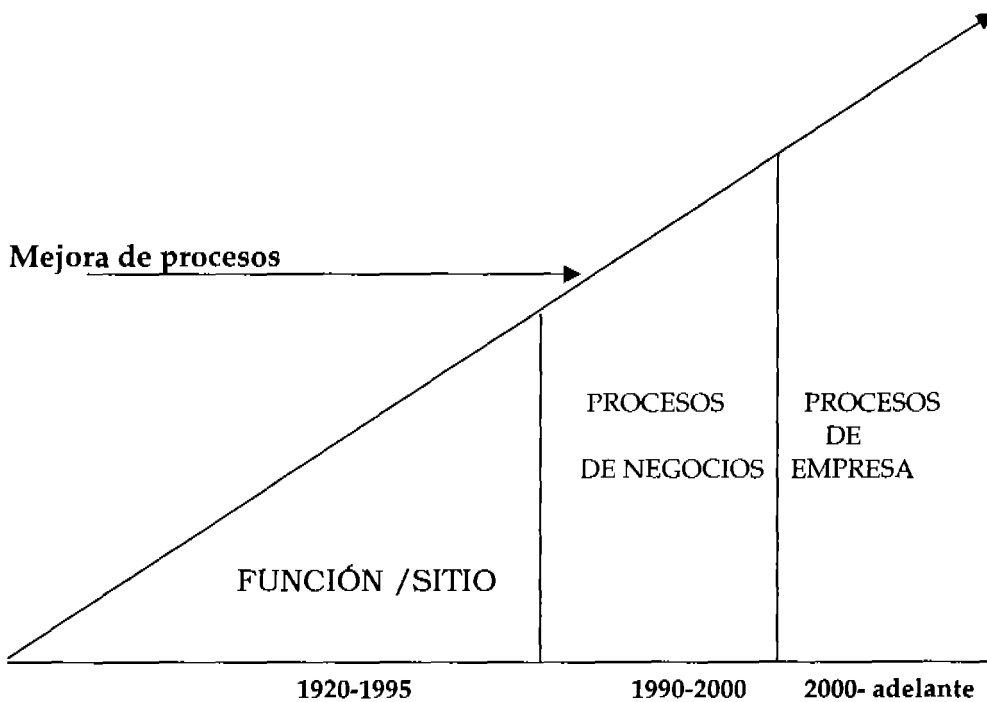 Mejora de procesos
PROCESOS
DE NEGOCIOS
PROCESOS
DE
EMPRESA
FUNCIÓN /SITIO
1920-1995
1990-2000
2000- adelante